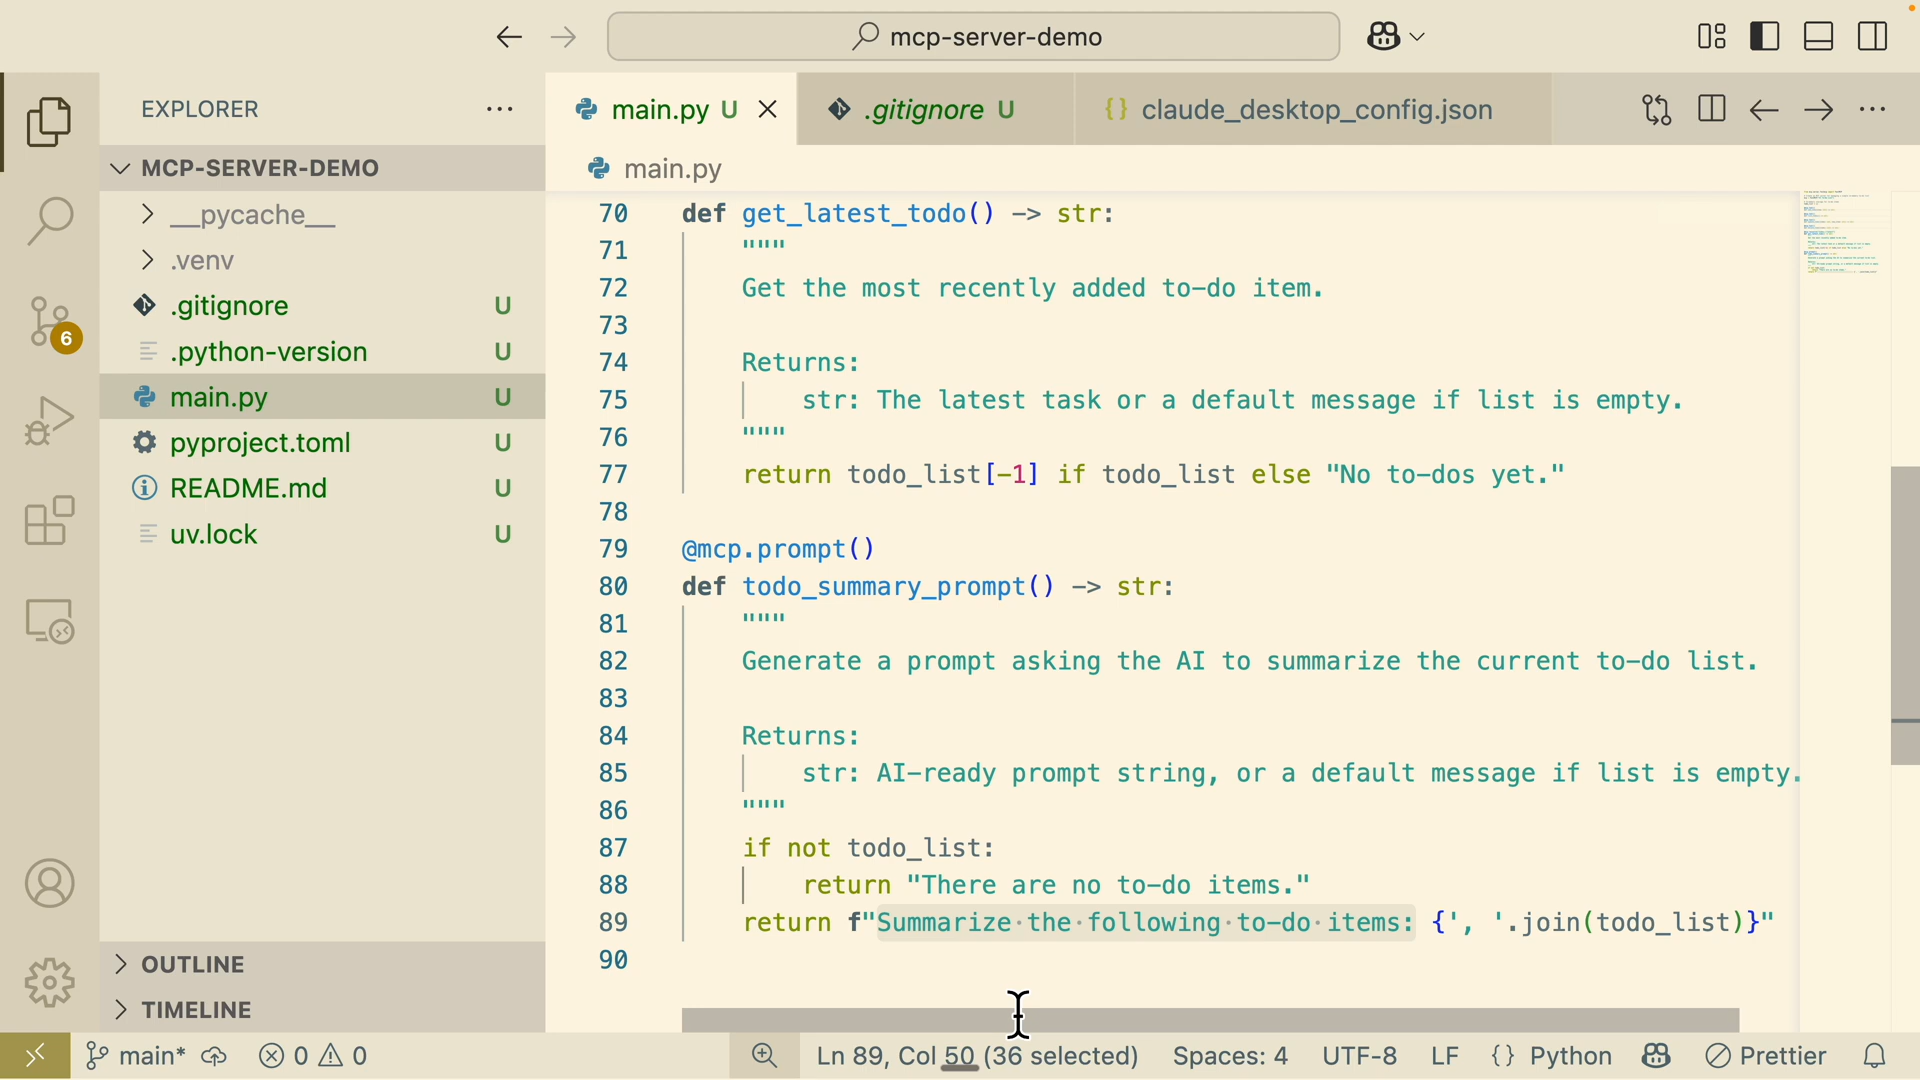 mcp-server-demo
EXPLORER
MCP-SERVER-DEMO
__pycache__
.venv
.gitignore U
.python-version U
main.py U
pyproject.toml U
README.md U
uv.lock U
OUTLINE
TIMELINE
6
main.py U
.gitignore U
{} claude_desktop_config.json
main.py
70 def get_latest_todo() -> str:
71 """
72 Get the most recently added to-do item.
73
74 Returns:
75 str: The latest task or a default message if list is empty.
76 """
77 return todo_list[-1] if todo_list else "No to-dos yet."
78
79 @mcp.prompt()
80 def todo_summary_prompt() -> str:
81 """
82 Generate a prompt asking the AI to summarize the current to-do list.
83
84 Returns:
85 str: AI-ready prompt string, or a default message if list is empty.
86 """
87 if not todo_list:
88 return "There are no to-do items."
89 return f"Summarize·the·following·to-do·items: {', '.join(todo_list)}"
90
main* 0 0 Ln 89, Col 50 (36 selected) Spaces: 4 UTF-8 LF {} Python Prettier